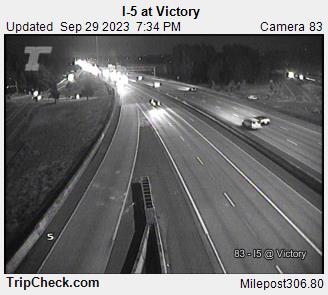 I-5 at Victory
Updated Sep 29 2023 7:34 PM Camera 83
T
S
83 - I5 @ Victory
TripCheck.com Milepost306.80